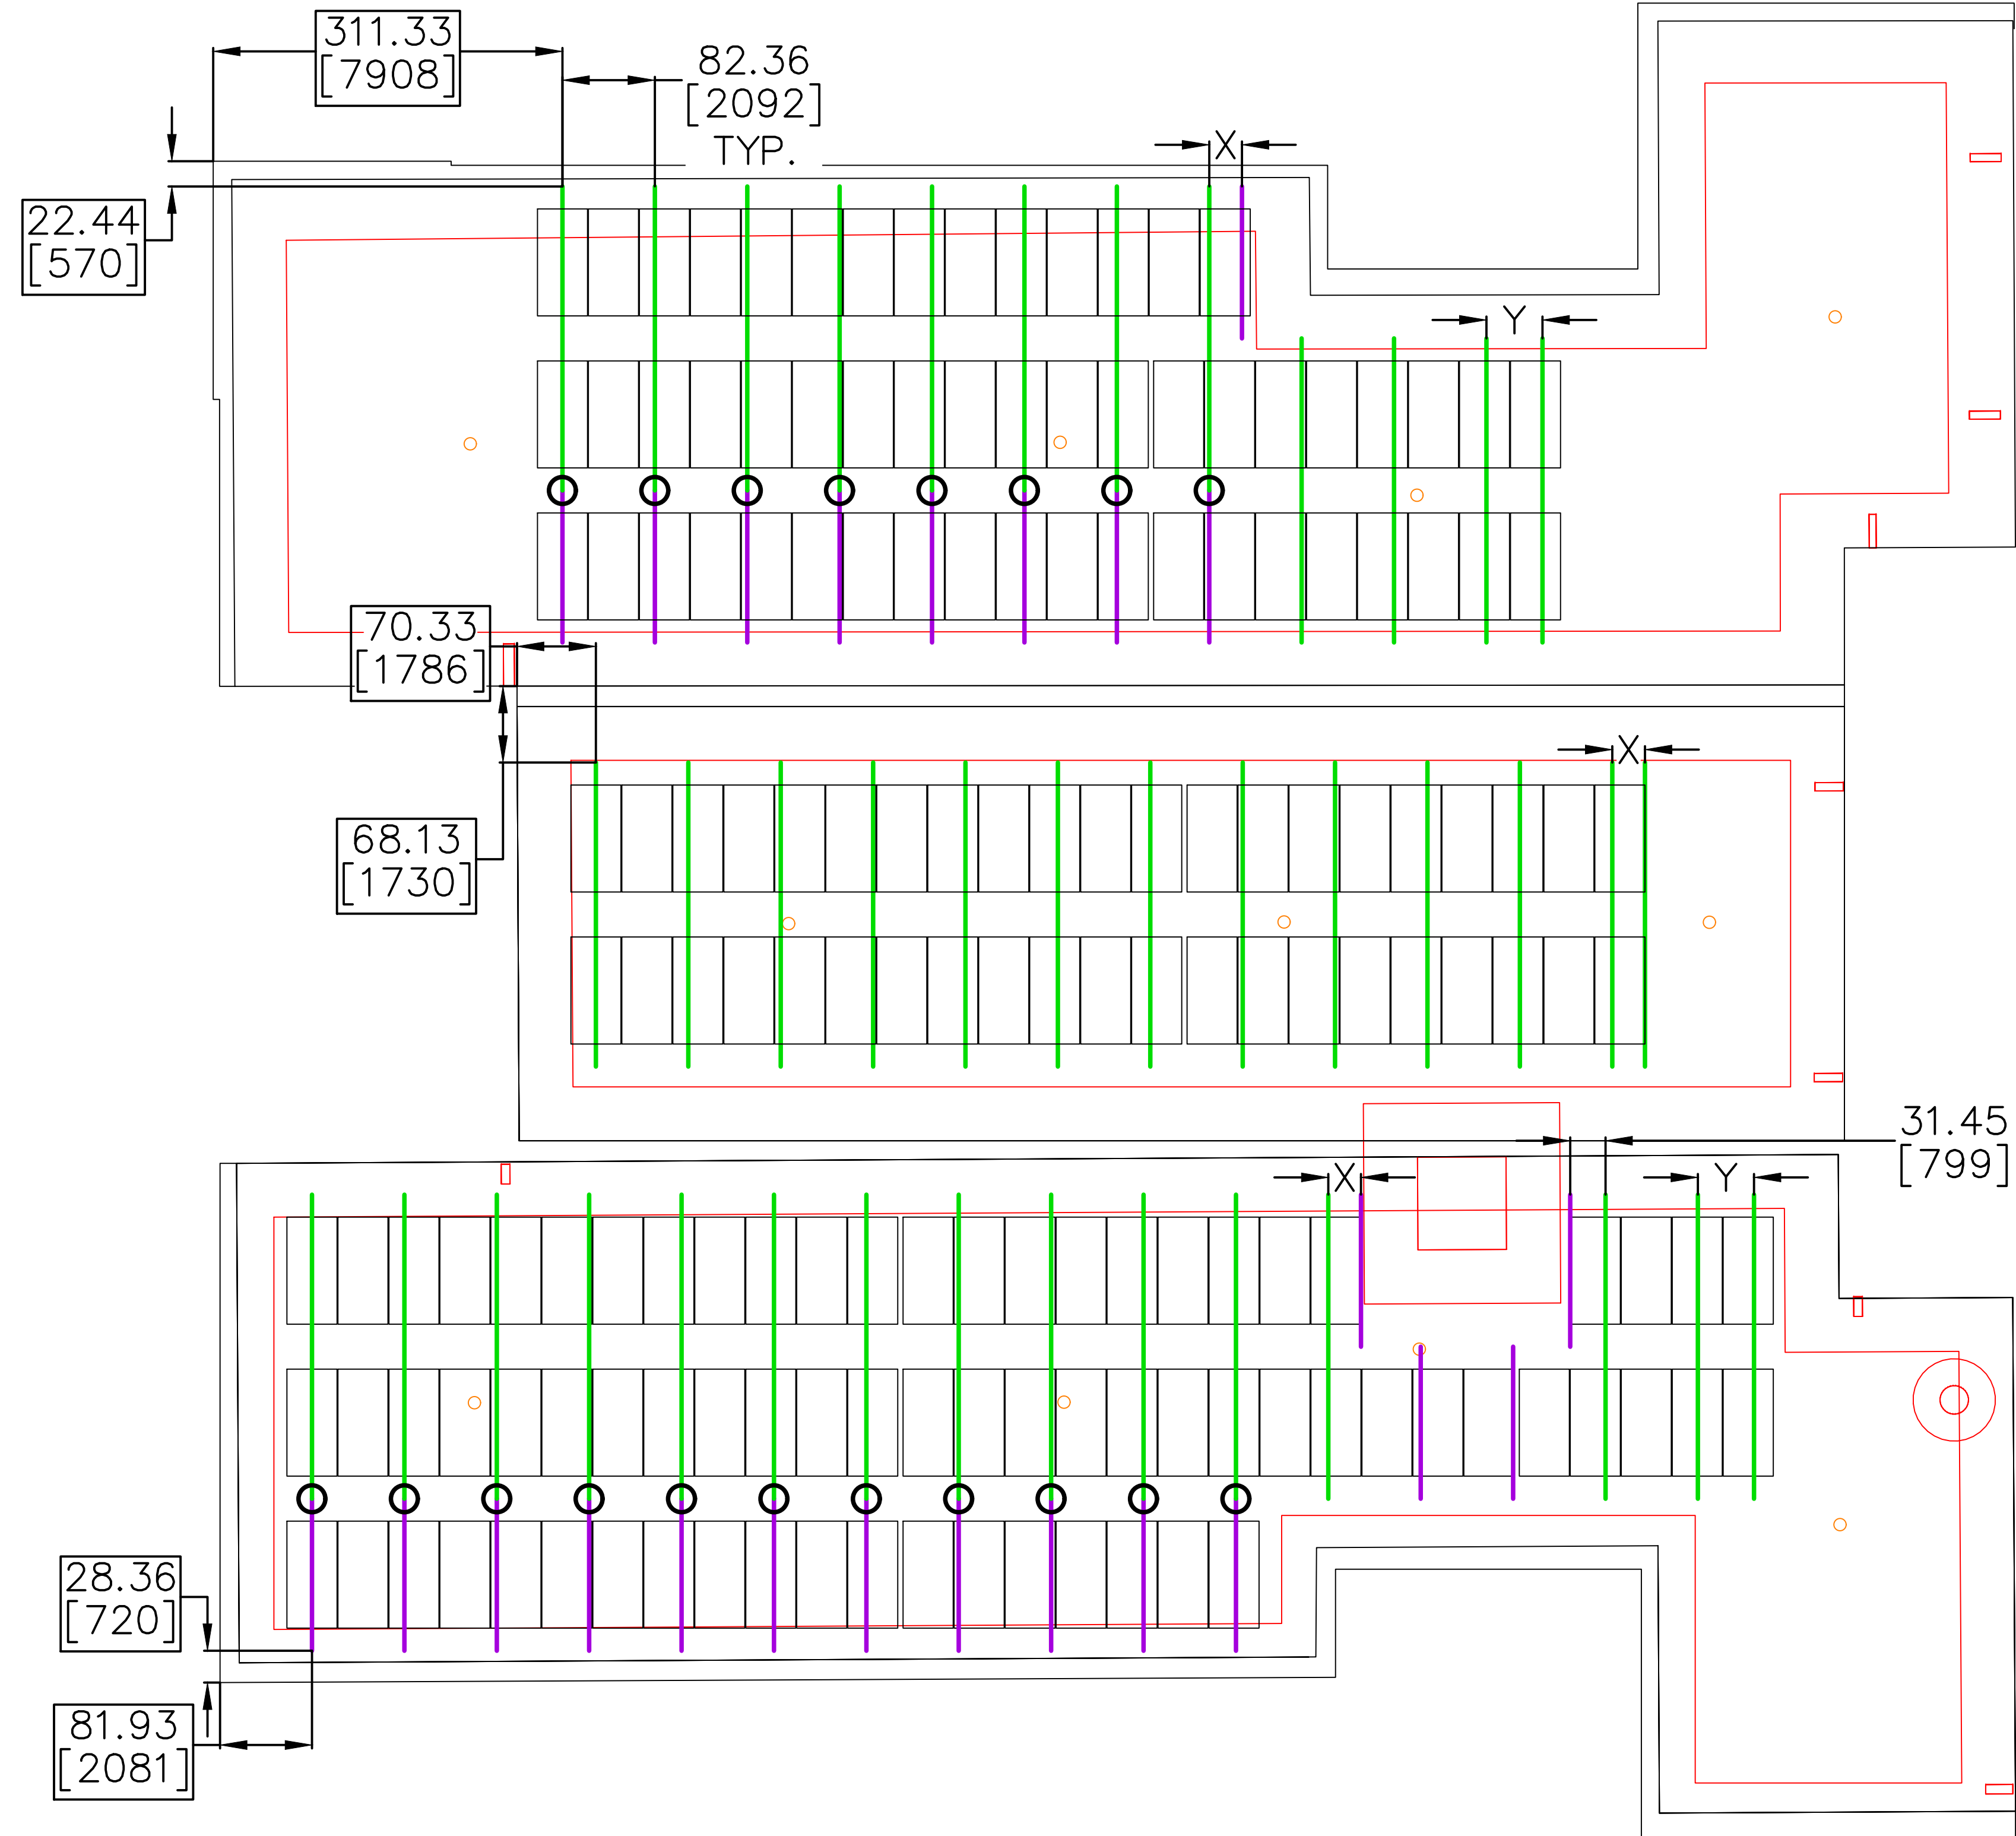 311.33
[7908]
82.36
[2092]
TYP.
X
22.44
[570]
Y
70.33
[1786]
X
68.13
[1730]
31.45
[799]
X
Y
28.36
[720]
81.93
[2081]